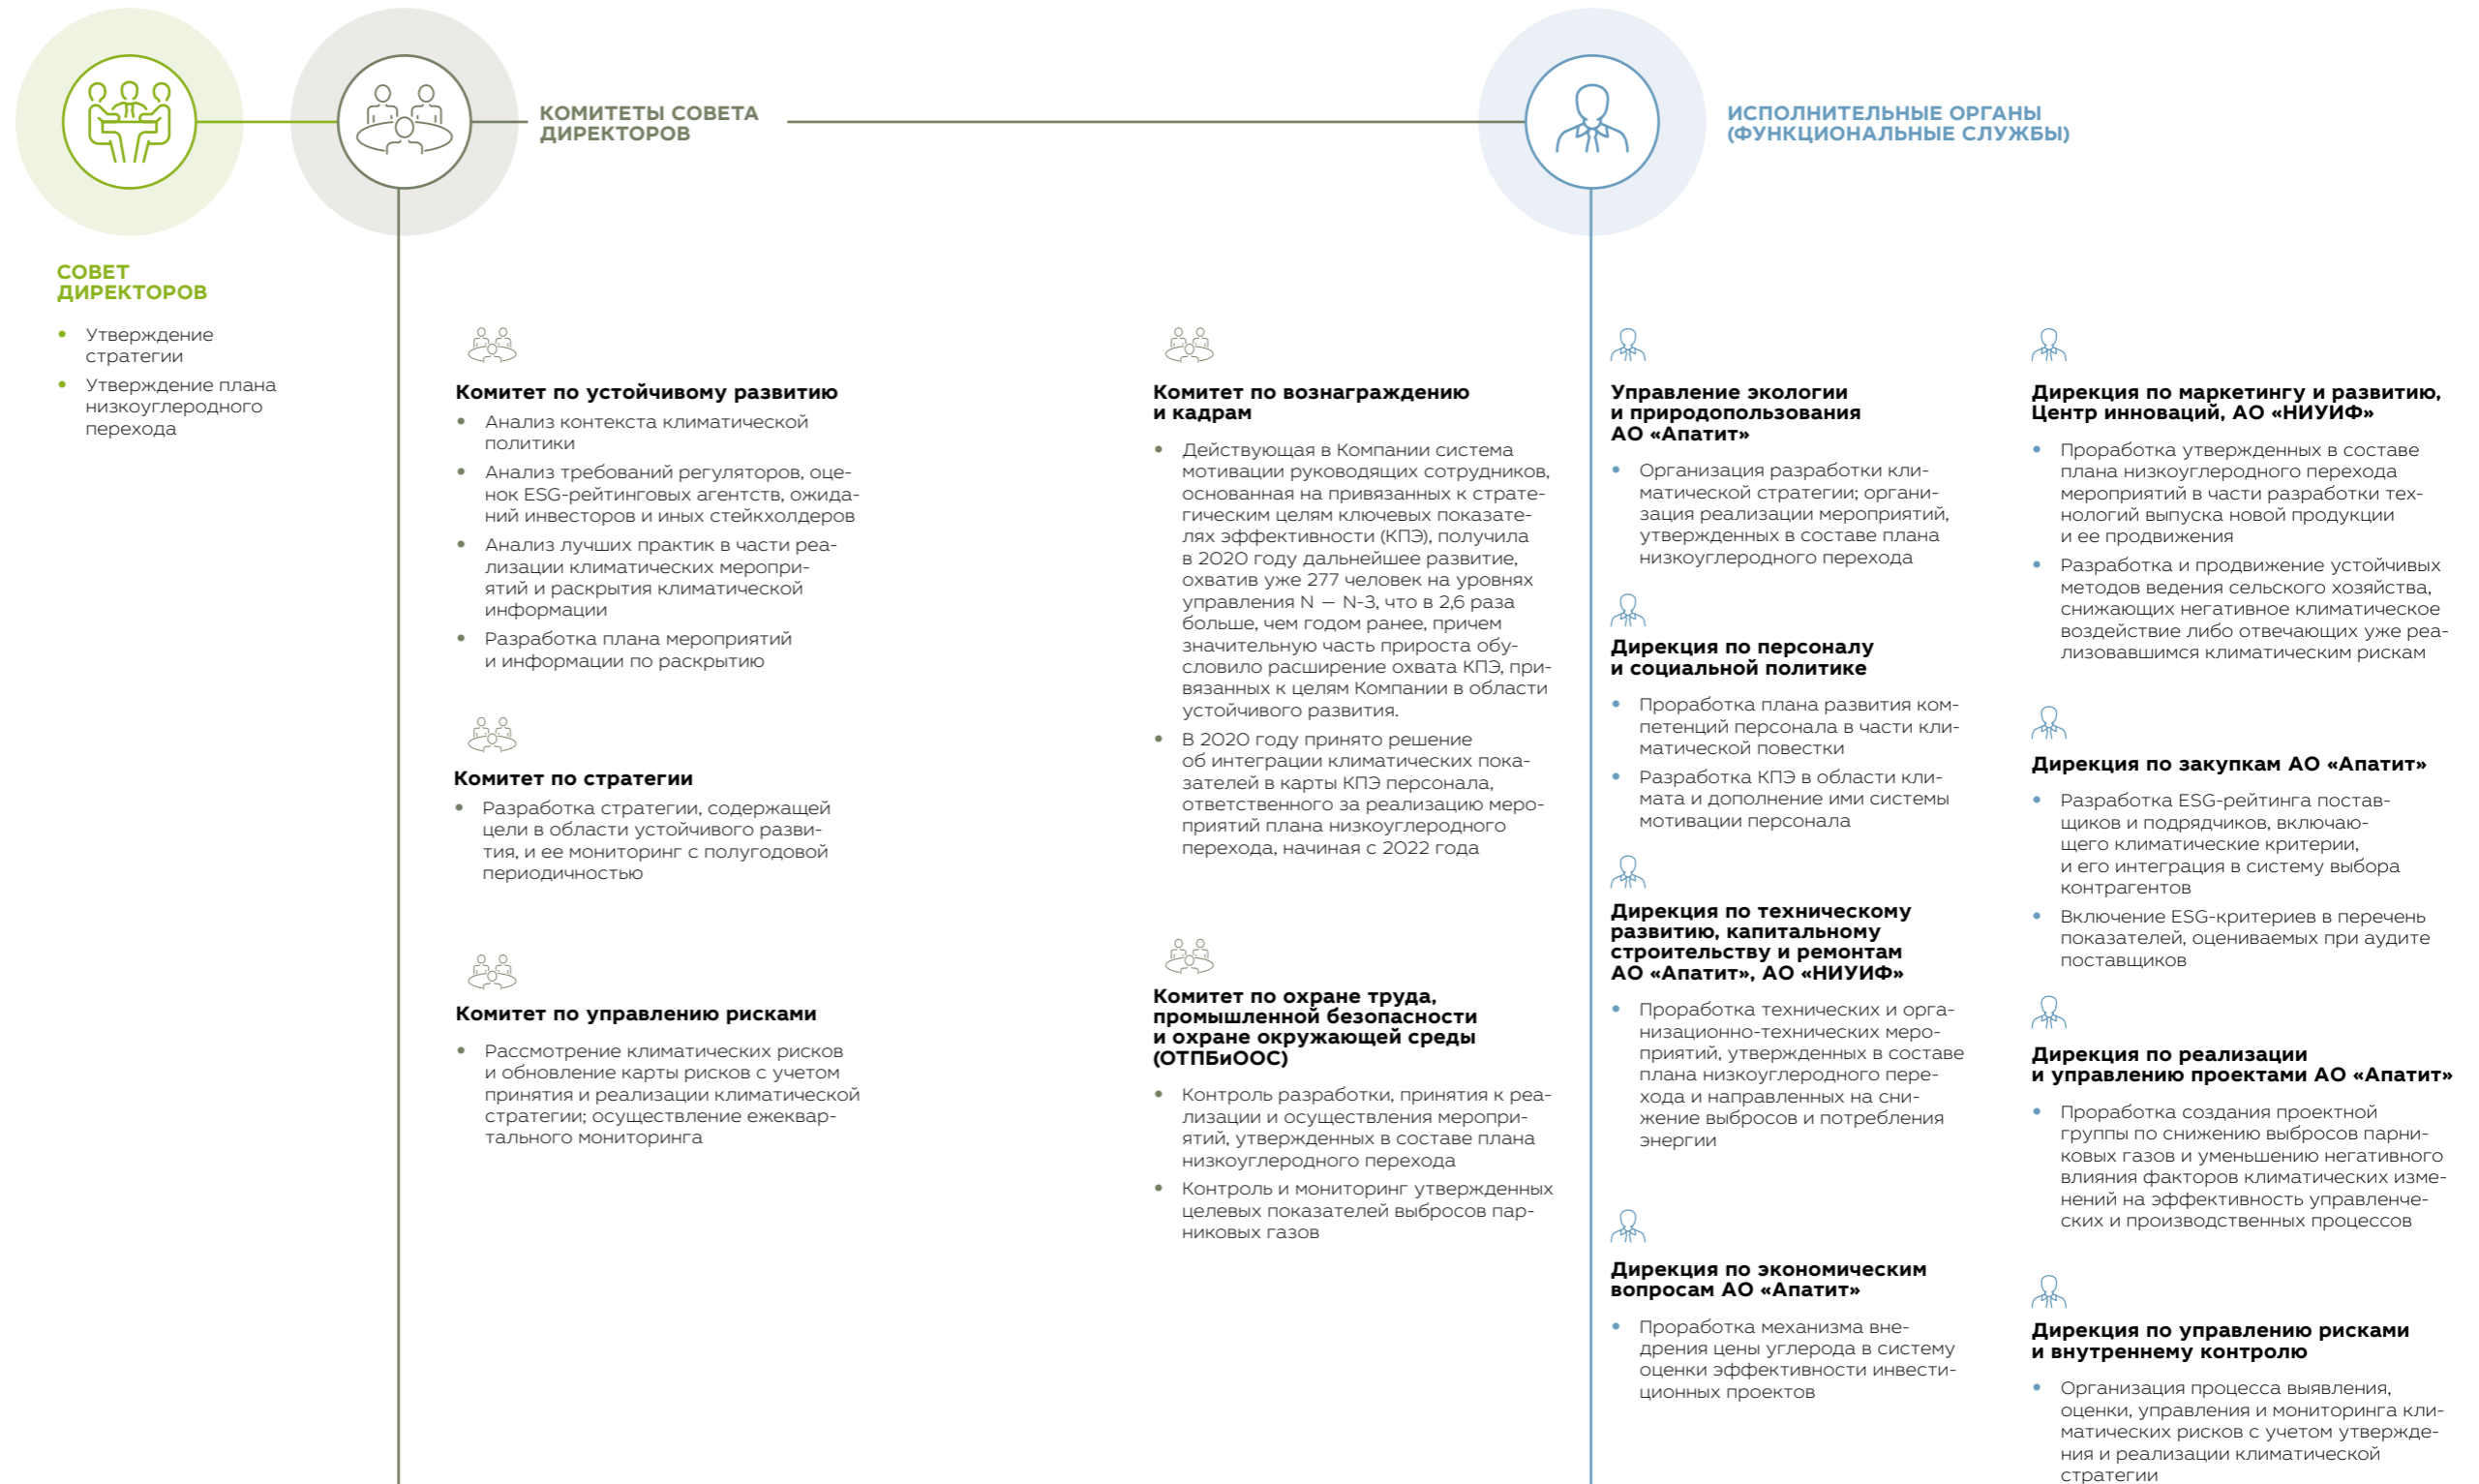 КОМИТЕТЫ СОВЕТА
ДИРЕКТОРОВ
ИСПОЛНИТЕЛЬНЫЕ ОРГАНЫ
(ФУНКЦИОНАЛЬНЫЕ СЛУЖБЫ)
СОВЕТ
ДИРЕКТОРОВ
• Утверждение
стратегии
• Утверждение плана
низкоуглеродного
перехода
Комитет по устойчивому развитию
• Анализ контекста климатической
политики
• Анализ требований регуляторов, оце-
нок ESG-рейтинговых агентств, ожида-
ний инвесторов и иных стейкхолдеров
• Анализ лучших практик в части реа-
лизации климатических меропри-
ятий и раскрытия климатической
информации
• Разработка плана мероприятий
и информации по раскрытию
Комитет по стратегии
• Разработка стратегии, содержащей
цели в области устойчивого разви-
тия, и ее мониторинг с полугодовой
периодичностью
Комитет по управлению рисками
• Рассмотрение климатических рисков
и обновление карты рисков с учетом
принятия и реализации климатической
стратегии; осуществление ежеквар-
тального мониторинга
Комитет по вознаграждению
и кадрам
• Действующая в Компании система
мотивации руководящих сотрудников,
основанная на привязанных к страте-
гическим целям ключевых показате-
лях эффективности (КПЭ), получила
в 2020 году дальнейшее развитие,
охватив уже 277 человек на уровнях
управления N — N-3, что в 2,6 раза
больше, чем годом ранее, причем
значительную часть прироста обу-
словило расширение охвата КПЭ, при-
вязанных к целям Компании в области
устойчивого развития.
• В 2020 году принято решение
об интеграции климатических пока-
зателей в карты КПЭ персонала,
ответственного за реализацию меро-
приятий плана низкоуглеродного
перехода, начиная с 2022 года
Комитет по охране труда,
промышленной безопасности
и охране окружающей среды
(ОТПБиООС)
• Контроль разработки, принятия к реа-
лизации и осуществления меропри-
ятий, утвержденных в составе плана
низкоуглеродного перехода
• Контроль и мониторинг утвержденных
целевых показателей выбросов пар-
никовых газов
Управление экологии
и природопользования
АО «Апатит»
• Организация разработки кли-
матической стратегии; органи-
зация реализации мероприятий,
утвержденных в составе плана
низкоуглеродного перехода
Дирекция по персоналу
и социальной политике
• Проработка плана развития ком-
петенций персонала в части кли-
матической повестки
• Разработка КПЭ в области кли-
мата и дополнение ими системы
мотивации персонала
Дирекция по техническому
развитию, капитальному
строительству и ремонтам
АО «Апатит», АО «НИУИФ»
• Проработка технических и орга-
низационно-технических меро-
приятий, утвержденных в составе
плана низкоуглеродного пере-
хода и направленных на сни-
жение выбросов и потребления
энергии
Дирекция по экономическим
вопросам АО «Апатит»
• Проработка механизма вне-
дрения цены углерода в систему
оценки эффективности инвести-
ционных проектов
Дирекция по маркетингу и развитию,
Центр инноваций, АО «НИУИФ»
• Проработка утвержденных в составе
плана низкоуглеродного перехода
мероприятий в части разработки тех-
нологий выпуска новой продукции
и ее продвижения
• Разработка и продвижение устойчивых
методов ведения сельского хозяйства,
снижающих негативное климатическое
воздействие либо отвечающих уже реа-
лизовавшимся климатическим рискам
Дирекция по закупкам АО «Апатит»
• Разработка ESG-рейтинга постав-
щиков и подрядчиков, включаю-
щего климатические критерии,
и его интеграция в систему выбора
контрагентов
• Включение ESG-критериев в перечень
показателей, оцениваемых при аудите
поставщиков
Дирекция по реализации
и управлению проектами АО «Апатит»
• Проработка создания проектной
группы по снижению выбросов парни-
ковых газов и уменьшению негативного
влияния факторов климатических изме-
нений на эффективность управленче-
ских и производственных процессов
Дирекция по управлению рисками
и внутреннему контролю
• Организация процесса выявления,
оценки, управления и мониторинга кли-
матических рисков с учетом утвержде-
ния и реализации климатической
стратегии